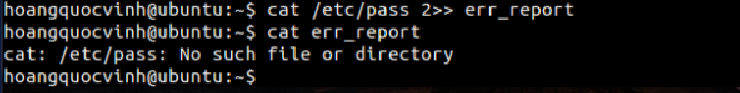 hoangquocvinh@ubuntu:~$ cat /etc/pass 2>> err_report
hoangquocvinh@ubuntu:~$ cat err_report
cat: /etc/pass: No such file or directory
hoangquocvinh@ubuntu:~$